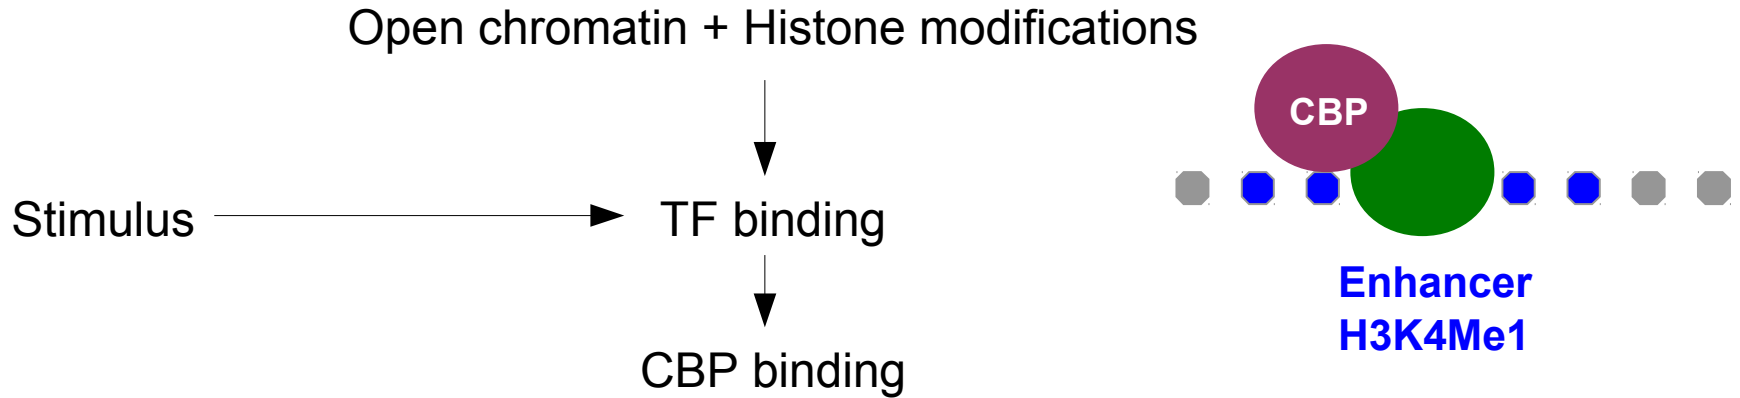 Open chromatin + Histone modifications
CBP
Stimulus
TF binding
Enhancer
H3K4Me1
CBP binding